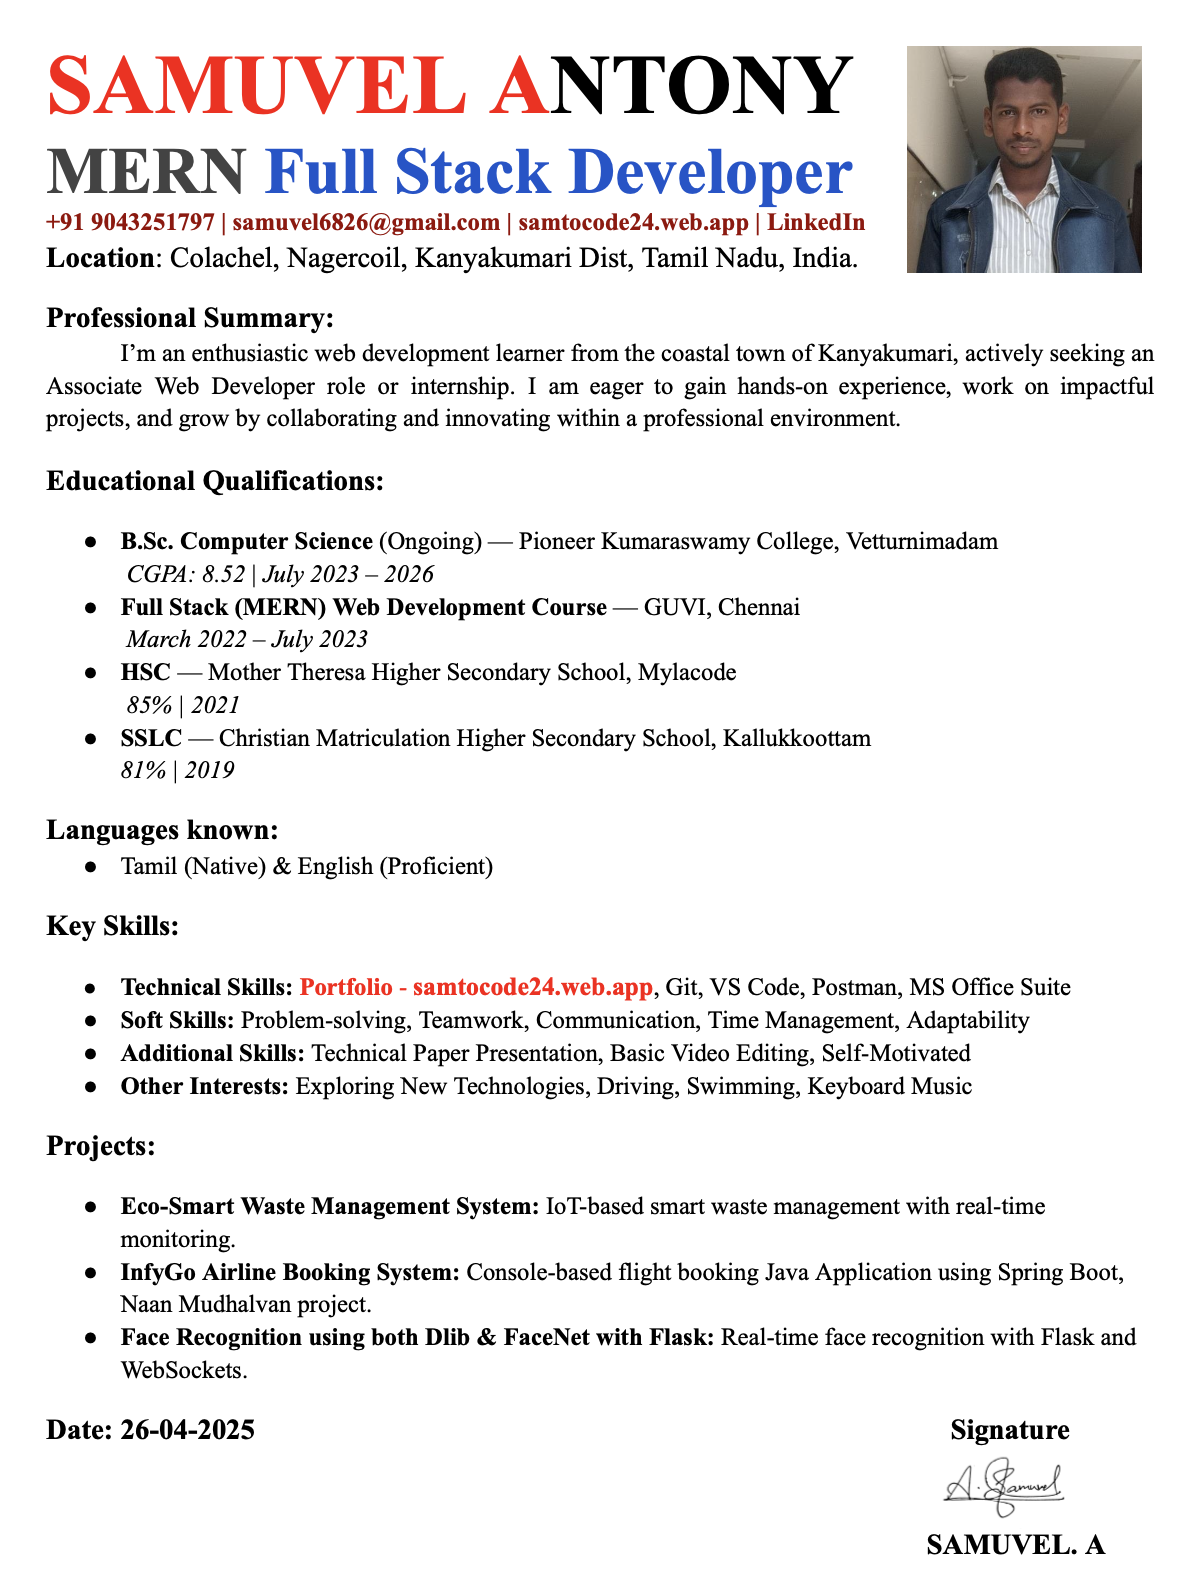 SAMUVEL ANTONY
MERN Full Stack Developer
+91 9043251797 | samuvel6826@gmail.com | samtocode24.web.app | LinkedIn
Location: Colachel, Nagercoil, Kanyakumari Dist, Tamil Nadu, India.
Professional Summary:
I’m an enthusiastic web development learner from the coastal town of Kanyakumari, actively seeking an
Associate Web Developer role or internship. I am eager to gain hands-on experience, work on impactful
projects, and grow by collaborating and innovating within a professional environment.
Educational Qualifications:
● B.Sc. Computer Science (Ongoing) — Pioneer Kumaraswamy College, Vetturnimadam
CGPA: 8.52 | July 2023 – 2026
● Full Stack (MERN) Web Development Course — GUVI, Chennai
March 2022 – July 2023
● HSC — Mother Theresa Higher Secondary School, Mylacode
85% | 2021
● SSLC — Christian Matriculation Higher Secondary School, Kallukkoottam
81% | 2019
Languages known:
● Tamil (Native) & English (Proficient)
Key Skills:
● Technical Skills: Portfolio - samtocode24.web.app, Git, VS Code, Postman, MS Office Suite
● Soft Skills: Problem-solving, Teamwork, Communication, Time Management, Adaptability
● Additional Skills: Technical Paper Presentation, Basic Video Editing, Self-Motivated
● Other Interests: Exploring New Technologies, Driving, Swimming, Keyboard Music
Projects:
● Eco-Smart Waste Management System: IoT-based smart waste management with real-time
monitoring.
● InfyGo Airline Booking System: Console-based flight booking Java Application using Spring Boot,
Naan Mudhalvan project.
● Face Recognition using both Dlib & FaceNet with Flask: Real-time face recognition with Flask and
WebSockets.
Date: 26-04-2025 Signature
A. Samuvel
SAMUVEL. A